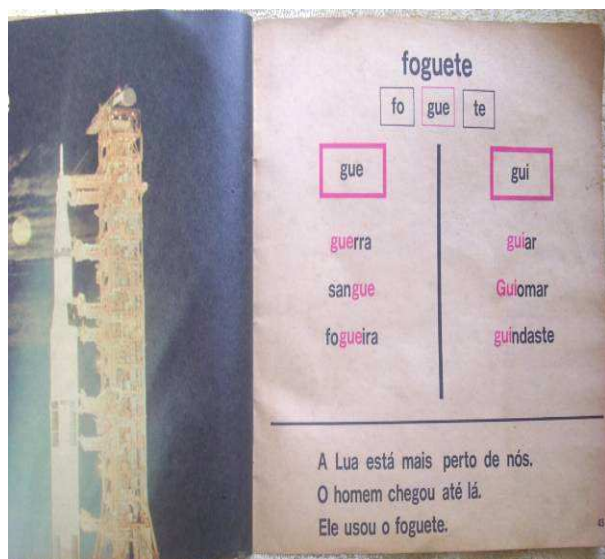 foguete
fo gue te
gue gui
guerra guiar
sangue Guiomar
fogueira guindaste
A Lua está mais perto de nós.
O homem chegou até lá.
Ele usou o foguete.